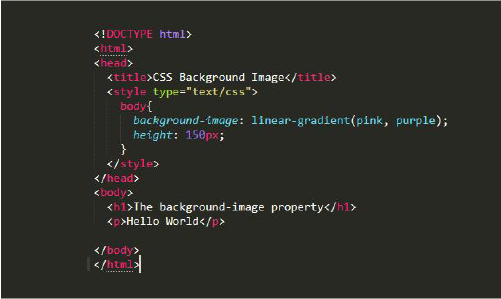 <!DOCTYPE html>
<html>
<head>
<title>CSS Background Image</title>
<style type="text/css">
body{
background-image: linear-gradient(pink, purple);
height: 150px;
}
</style>
</head>
<body>
<h1>The background-image property</h1>
<p>Hello World</p>
</body>
</html>